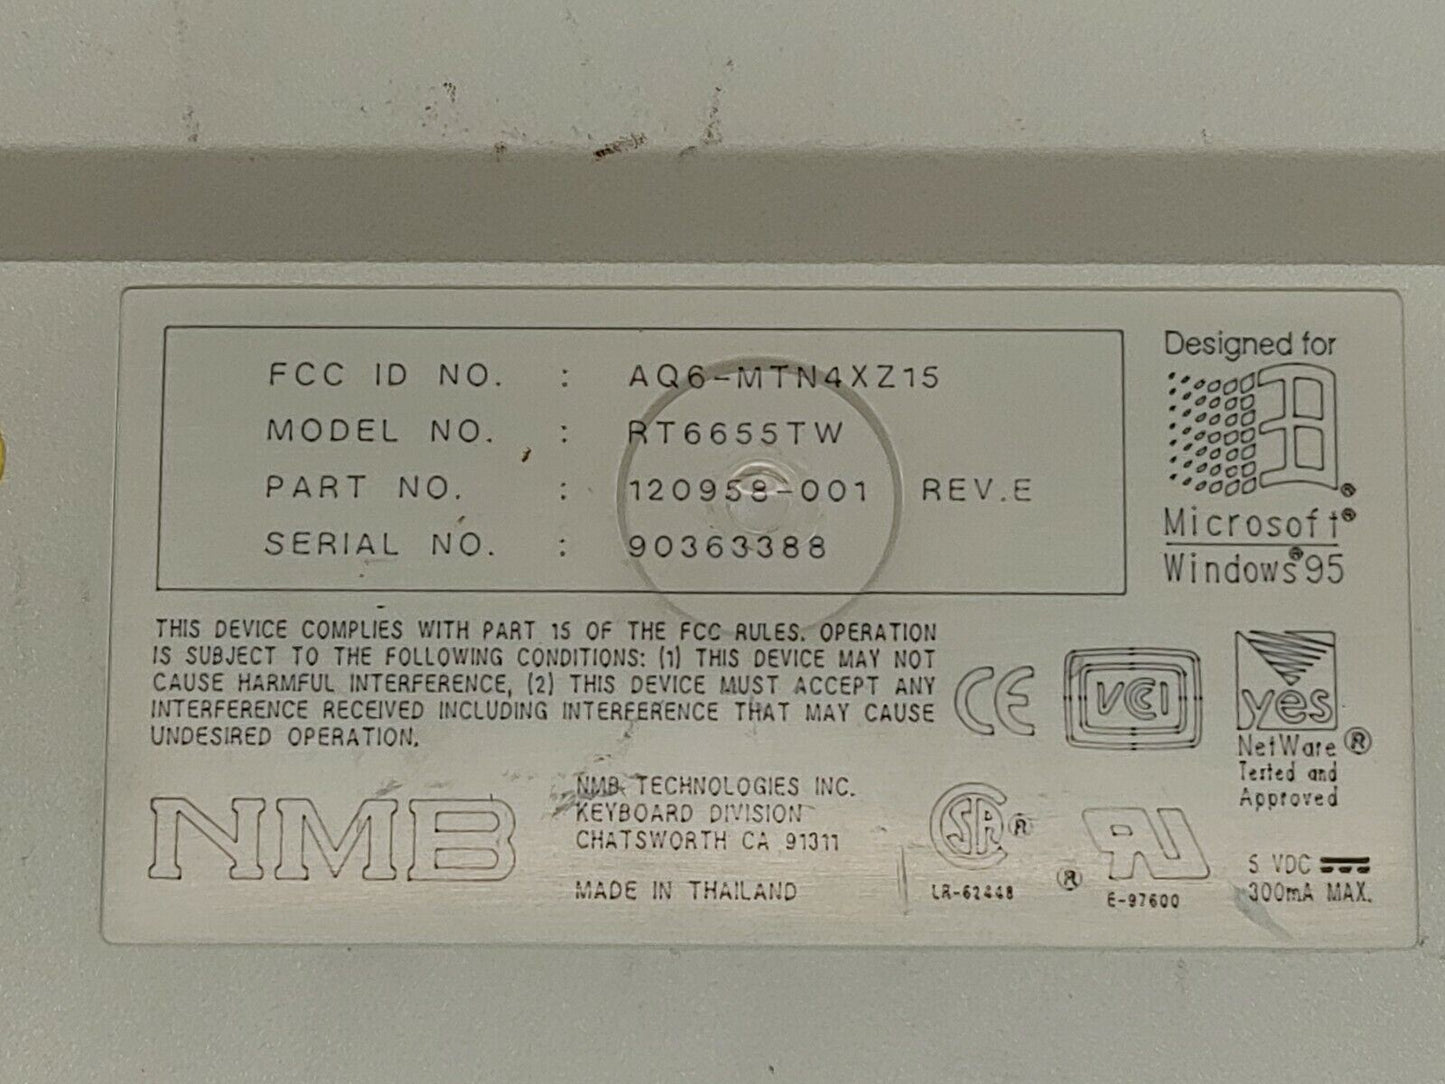 FCC ID NO. : AQ6-MTN4XZ15
MODEL NO. : RT6655TW
PART NO. : 120958-001 REV.E
SERIAL NO. : 90363388
Designed for
Microsoft®
Windows®95
THIS DEVICE COMPLIES WITH PART 15 OF THE FCC RULES. OPERATION
IS SUBJECT TO THE FOLLOWING CONDITIONS: (1) THIS DEVICE MAY NOT
CAUSE HARMFUL INTERFERENCE, (2) THIS DEVICE MUST ACCEPT ANY
INTERFERENCE RECEIVED INCLUDING INTERFERENCE THAT MAY CAUSE
UNDESIRED OPERATION.
CE
VCCI
yes
NetWare®
Tested and
Approved
NMB
NMB TECHNOLOGIES INC.
KEYBOARD DIVISION
CHATSWORTH CA 91311
MADE IN THAILAND
SA®
LR-62448
®
E-97600
5 VDC
300mA MAX.